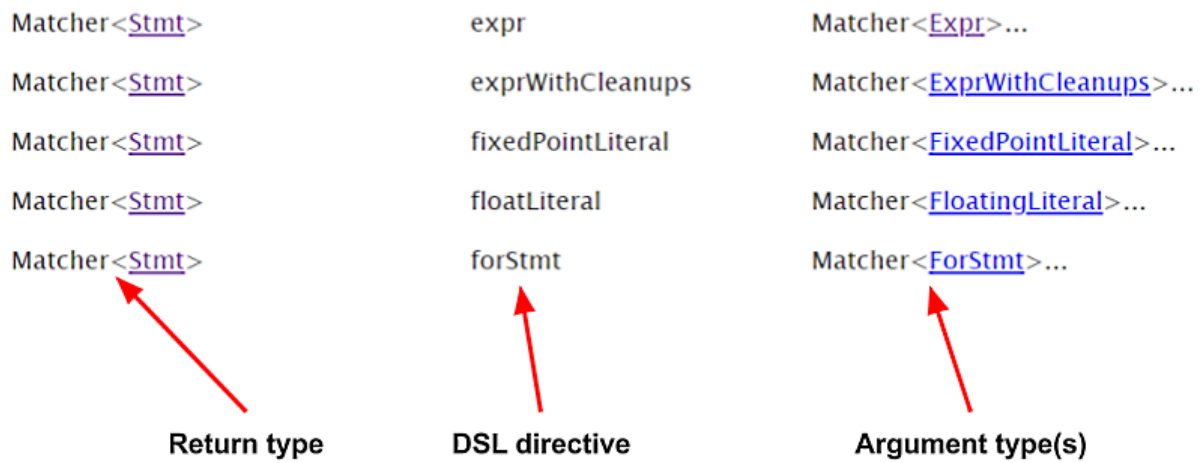 Matcher<Stmt> expr Matcher<Expr>...
Matcher<Stmt> exprWithCleanups Matcher<ExprWithCleanups>...
Matcher<Stmt> fixedPointLiteral Matcher<FixedPointLiteral>...
Matcher<Stmt> floatLiteral Matcher<FloatingLiteral>...
Matcher<Stmt> forStmt Matcher<ForStmt>...
Return type DSL directive Argument type(s)